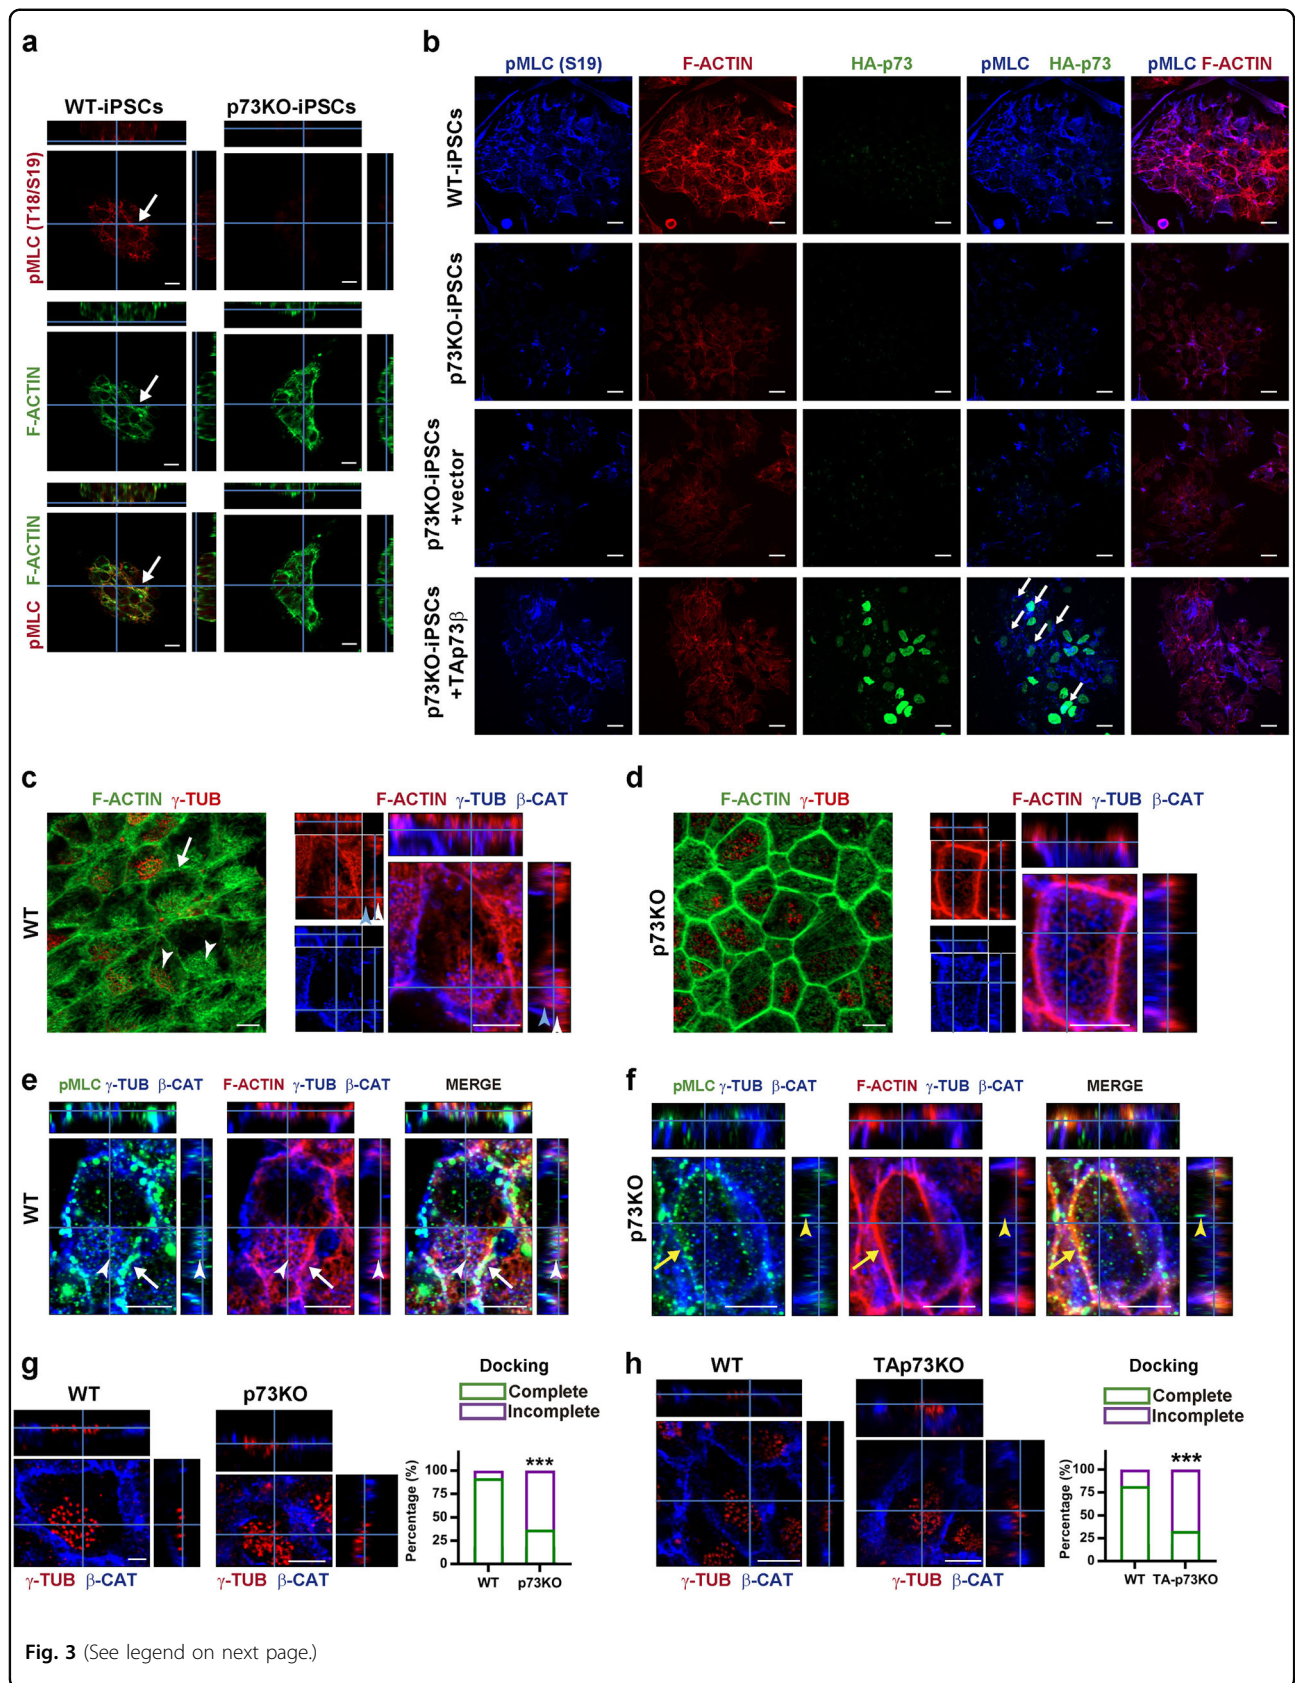 a
WT-iPSCs p73KO-iPSCs
pMLC (T18/S19)
F-ACTIN
pMLC F-ACTIN
b
pMLC (S19) F-ACTIN HA-p73 pMLC HA-p73 pMLC F-ACTIN
WT-iPSCs
p73KO-iPSCs
p73KO-iPSCs
+vector
p73KO-iPSCs
+TAp73β
c
F-ACTIN γ-TUB F-ACTIN γ-TUB β-CAT
WT
d
F-ACTIN γ-TUB F-ACTIN γ-TUB β-CAT
p73KO
e
pMLC γ-TUB β-CAT F-ACTIN γ-TUB β-CAT MERGE
WT
f
pMLC γ-TUB β-CAT F-ACTIN γ-TUB β-CAT MERGE
p73KO
g
WT p73KO
γ-TUB β-CAT γ-TUB β-CAT
Docking
Complete
Incomplete
***
Percentage (%)
100
75
50
25
0
WT p73KO
h
WT TAp73KO
γ-TUB β-CAT γ-TUB β-CAT
Docking
Complete
Incomplete
***
Percentage (%)
100
75
50
25
0
WT TA-p73KO
Fig. 3 (See legend on next page.)